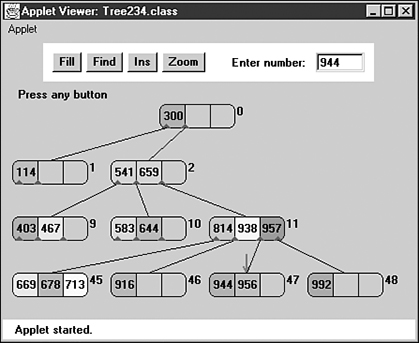 Applet Viewer: Tree234.class
Applet
Fill Find Ins Zoom Enter number: 944
Press any button
300 0
114 1 541 659 2
403 467 9 583 644 10 814 938 957 11
669 678 713 45 916 46 944 956 47 992 48
Applet started.